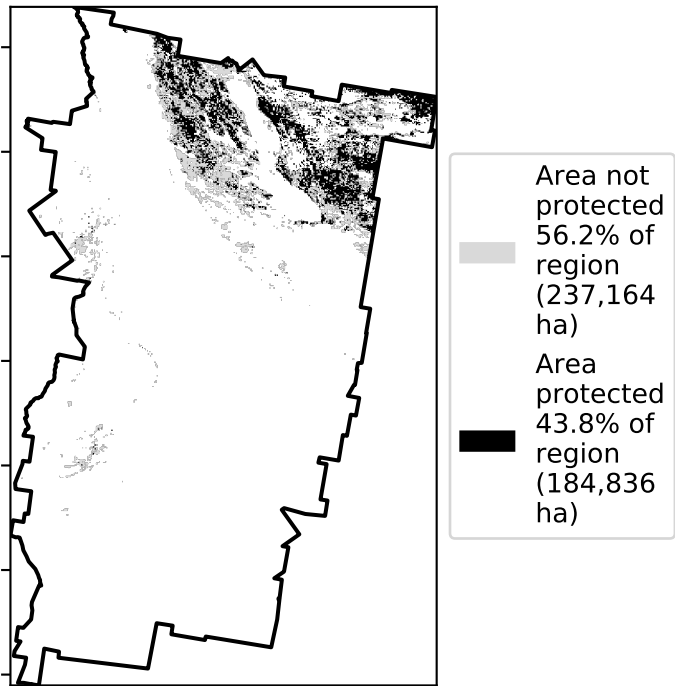 Area not
protected
56.2% of
region
(237,164
ha)
Area
protected
43.8% of
region
(184,836
ha)